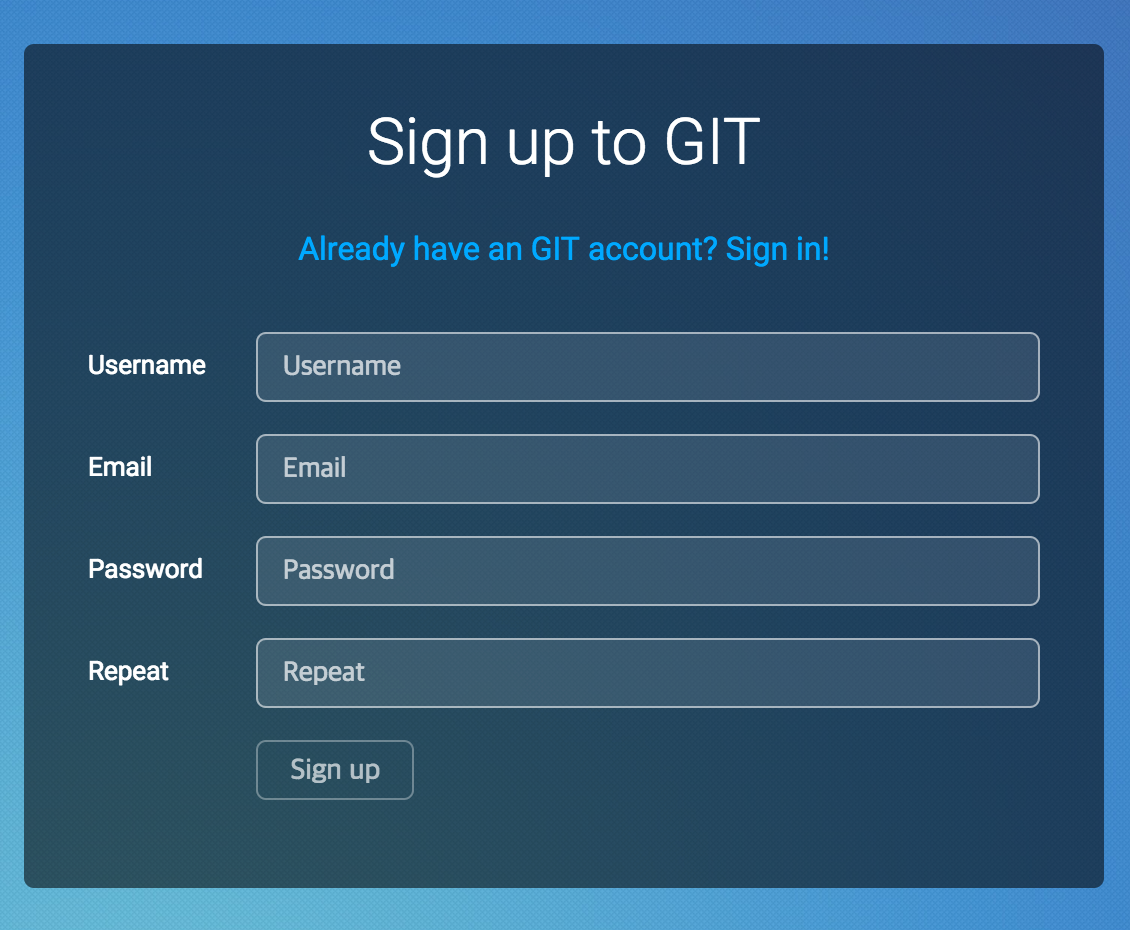 Sign up to GIT
Already have an GIT account? Sign in!
Username Username
Email Email
Password Password
Repeat Repeat
Sign up